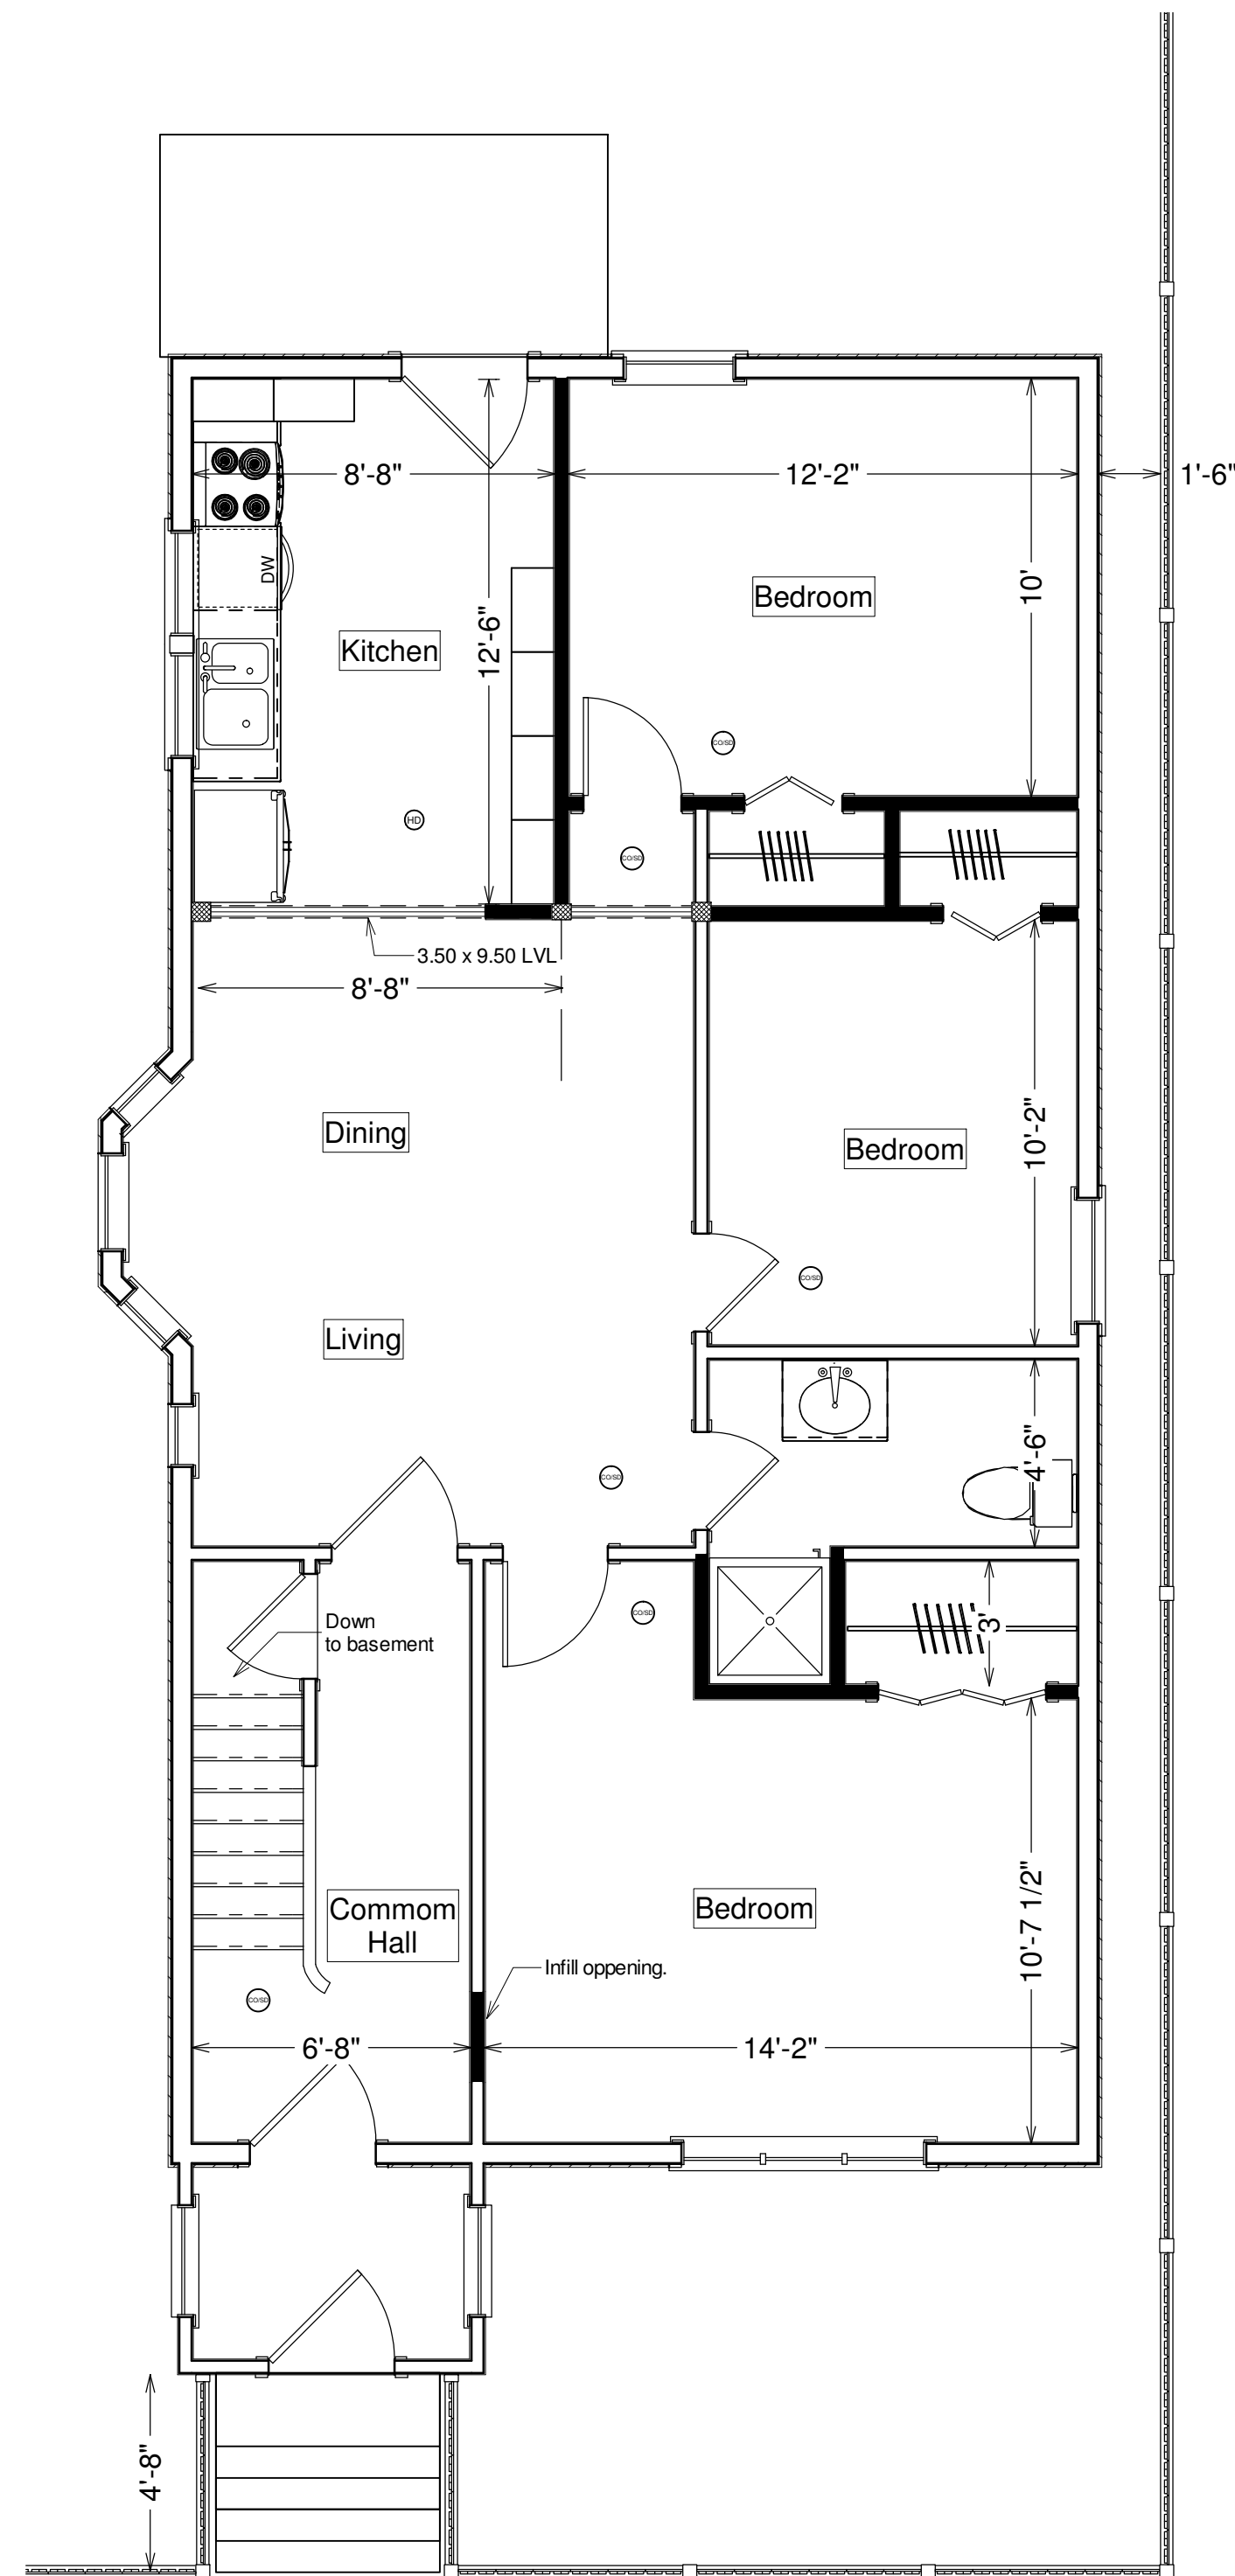 8'-8"
12'-2"
1'-6"
DW
10'
Bedroom
12'-6"
Kitchen
CO/SD
HD
CO/SD
3.50 x 9.50 LVL
8'-8"
Dining
10'-2"
Bedroom
CO/SD
Living
4'-6"
CO/SD
CO/SD
3'
Down
to basement
Commom
Hall
Bedroom
10'-7 1/2"
Infill oppening.
CO/SD
6'-8"
14'-2"
4'-8"